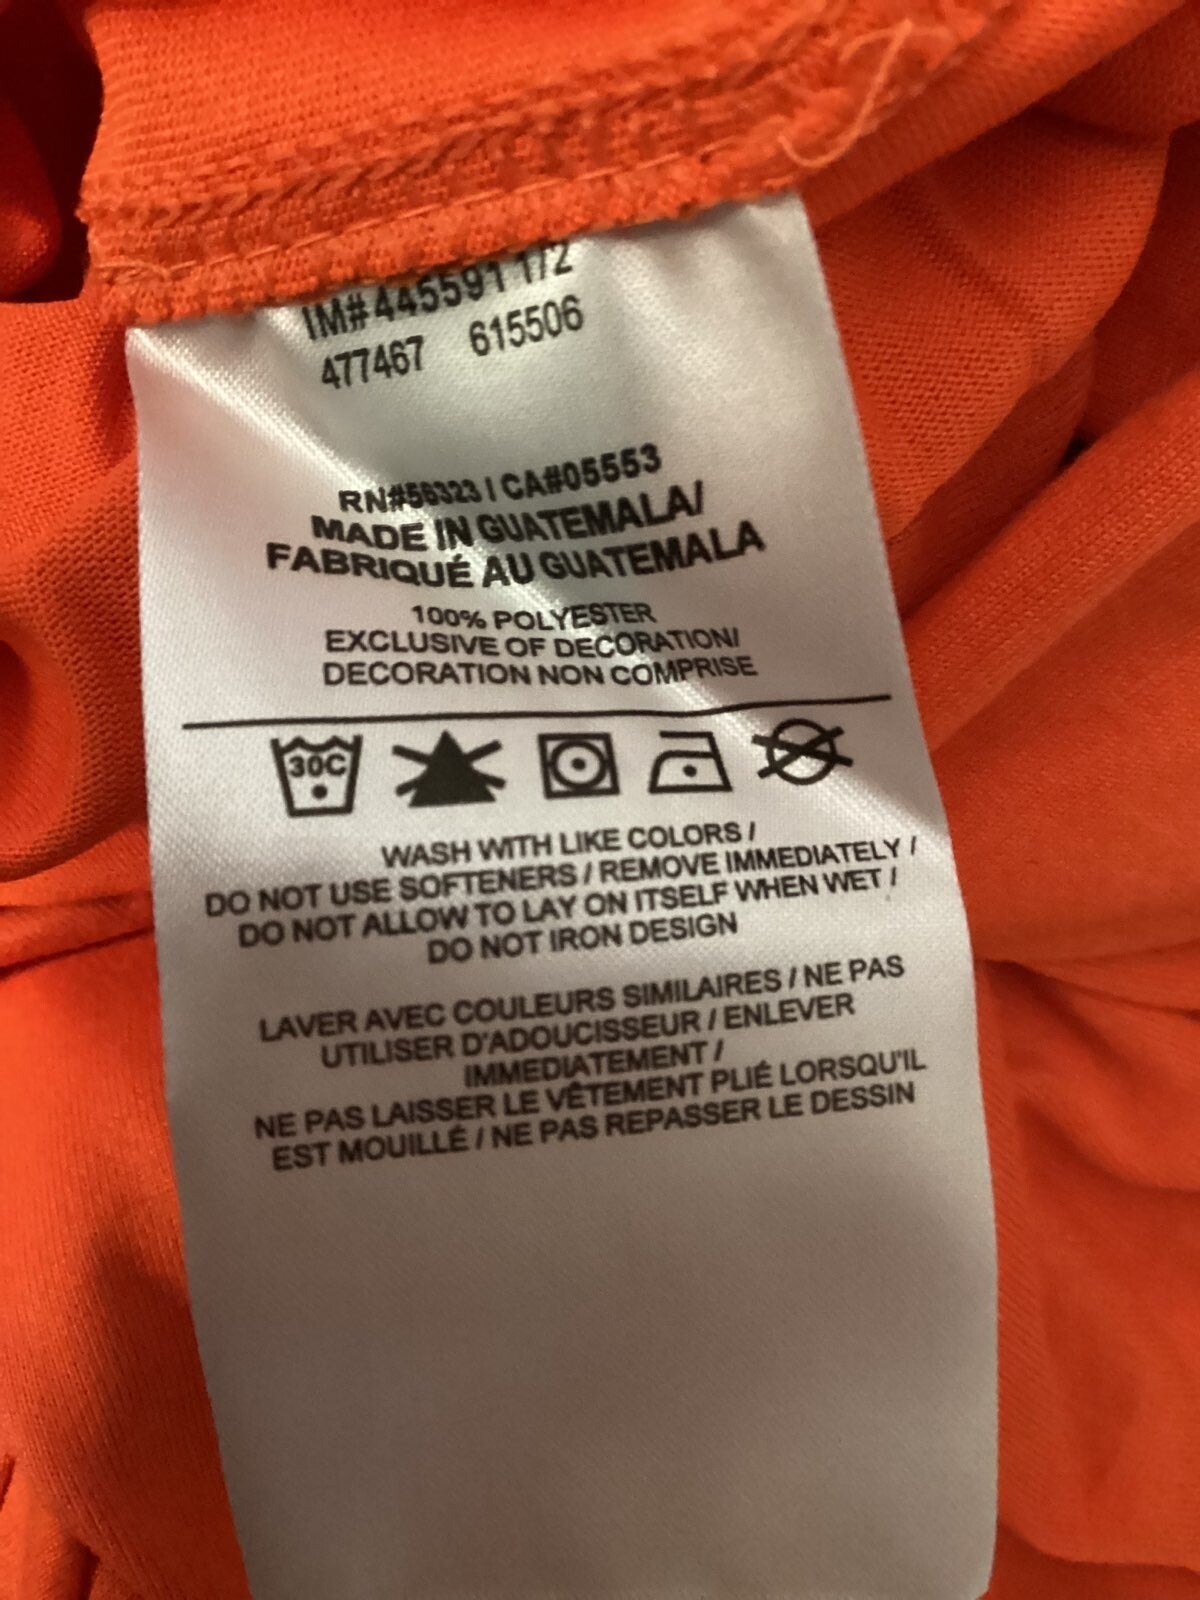 IM#445591 1/2
477467 615506
RN#56323 / CA#05553
MADE IN GUATEMALA/
FABRIQUÉ AU GUATEMALA
100% POLYESTER
EXCLUSIVE OF DECORATION/
DECORATION NON COMPRISE
30C
WASH WITH LIKE COLORS /
DO NOT USE SOFTENERS / REMOVE IMMEDIATELY /
DO NOT ALLOW TO LAY ON ITSELF WHEN WET /
DO NOT IRON DESIGN
LAVER AVEC COULEURS SIMILAIRES / NE PAS
UTILISER D'ADOUCISSEUR / ENLEVER
IMMEDIATEMENT /
NE PAS LAISSER LE VÊTEMENT PLIÉ LORSQU'IL
EST MOUILLÉ / NE PAS REPASSER LE DESSIN